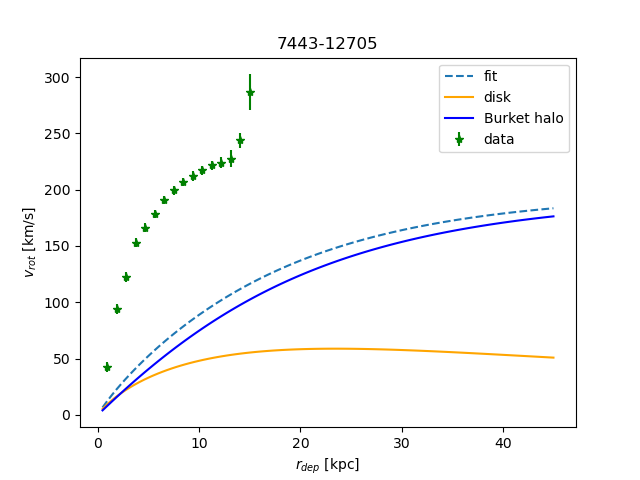 7443-12705
300
250
200
150
100
50
0
v_rot [km/s]
fit
disk
Burket halo
data
0 10 20 30 40
r_dep [kpc]